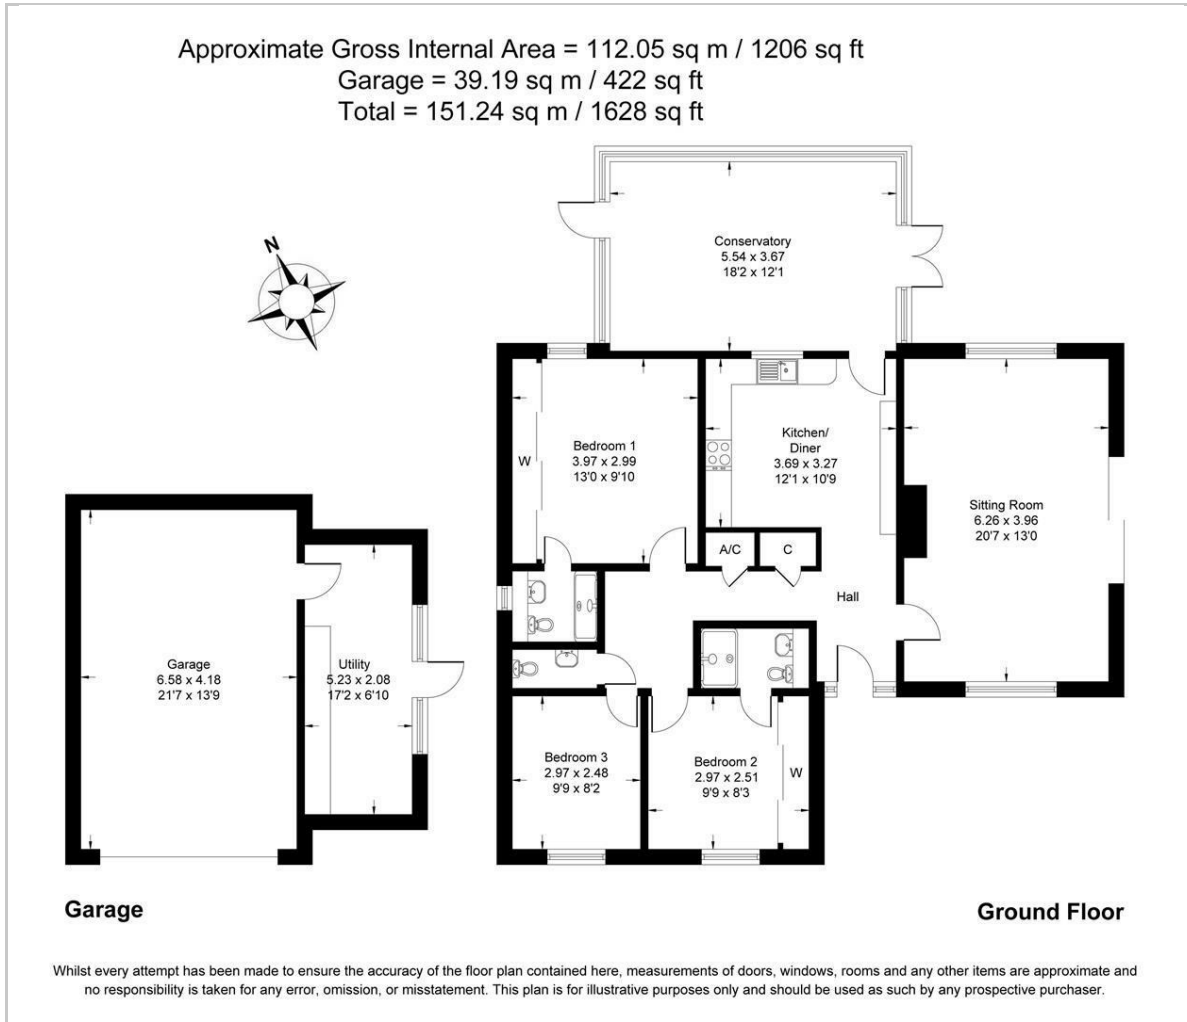 Approximate Gross Internal Area = 112.05 sq m / 1206 sq ft
Garage = 39.19 sq m / 422 sq ft
Total = 151.24 sq m / 1628 sq ft
N
Conservatory
5.54 x 3.67
18'2 x 12'1
Bedroom 1
3.97 x 2.99
13'0 x 9'10
W
Kitchen/
Diner
3.69 x 3.27
12'1 x 10'9
Sitting Room
6.26 x 3.96
20'7 x 13'0
A/C
C
Hall
Garage
6.58 x 4.18
21'7 x 13'9
Utility
5.23 x 2.08
17'2 x 6'10
Bedroom 3
2.97 x 2.48
9'9 x 8'2
Bedroom 2
2.97 x 2.51
9'9 x 8'3
W
Garage
Ground Floor
Whilst every attempt has been made to ensure the accuracy of the floor plan contained here, measurements of doors, windows, rooms and any other items are approximate and
no responsibility is taken for any error, omission, or misstatement. This plan is for illustrative purposes only and should be used as such by any prospective purchaser.